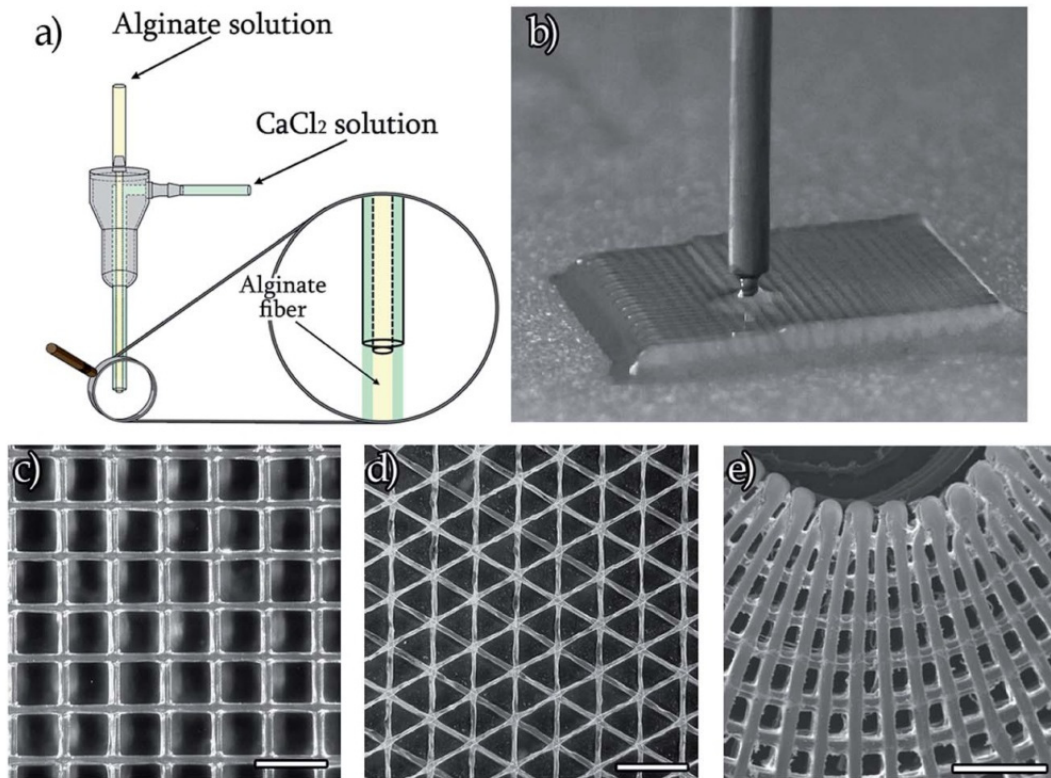 a)
Alginate solution
CaCl₂ solution
Alginate
fiber
b)
c)
d)
e)